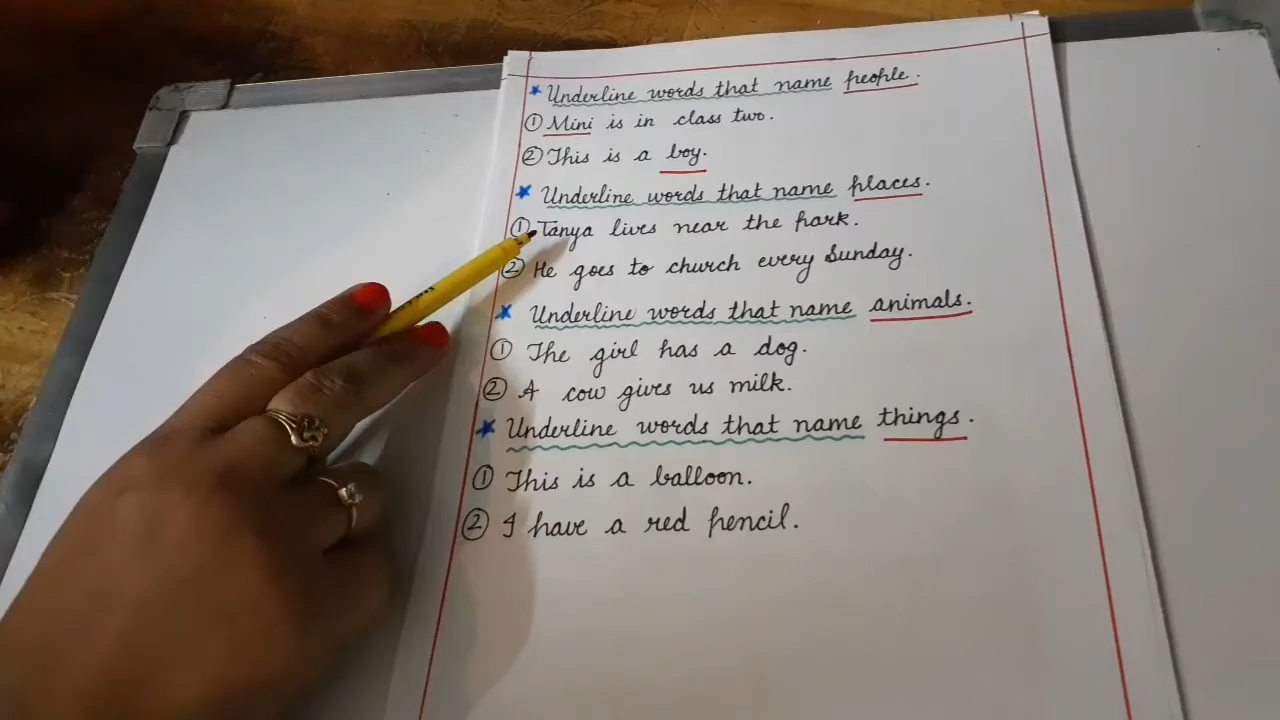 ★ Underline words that name people.
① Mini is in class two.
② This is a boy.
★ Underline words that name places.
① Tanya lives near the park.
② He goes to church every Sunday.
★ Underline words that name animals.
① The girl has a dog.
② A cow gives us milk.
★ Underline words that name things.
① This is a balloon.
② I have a red pencil.